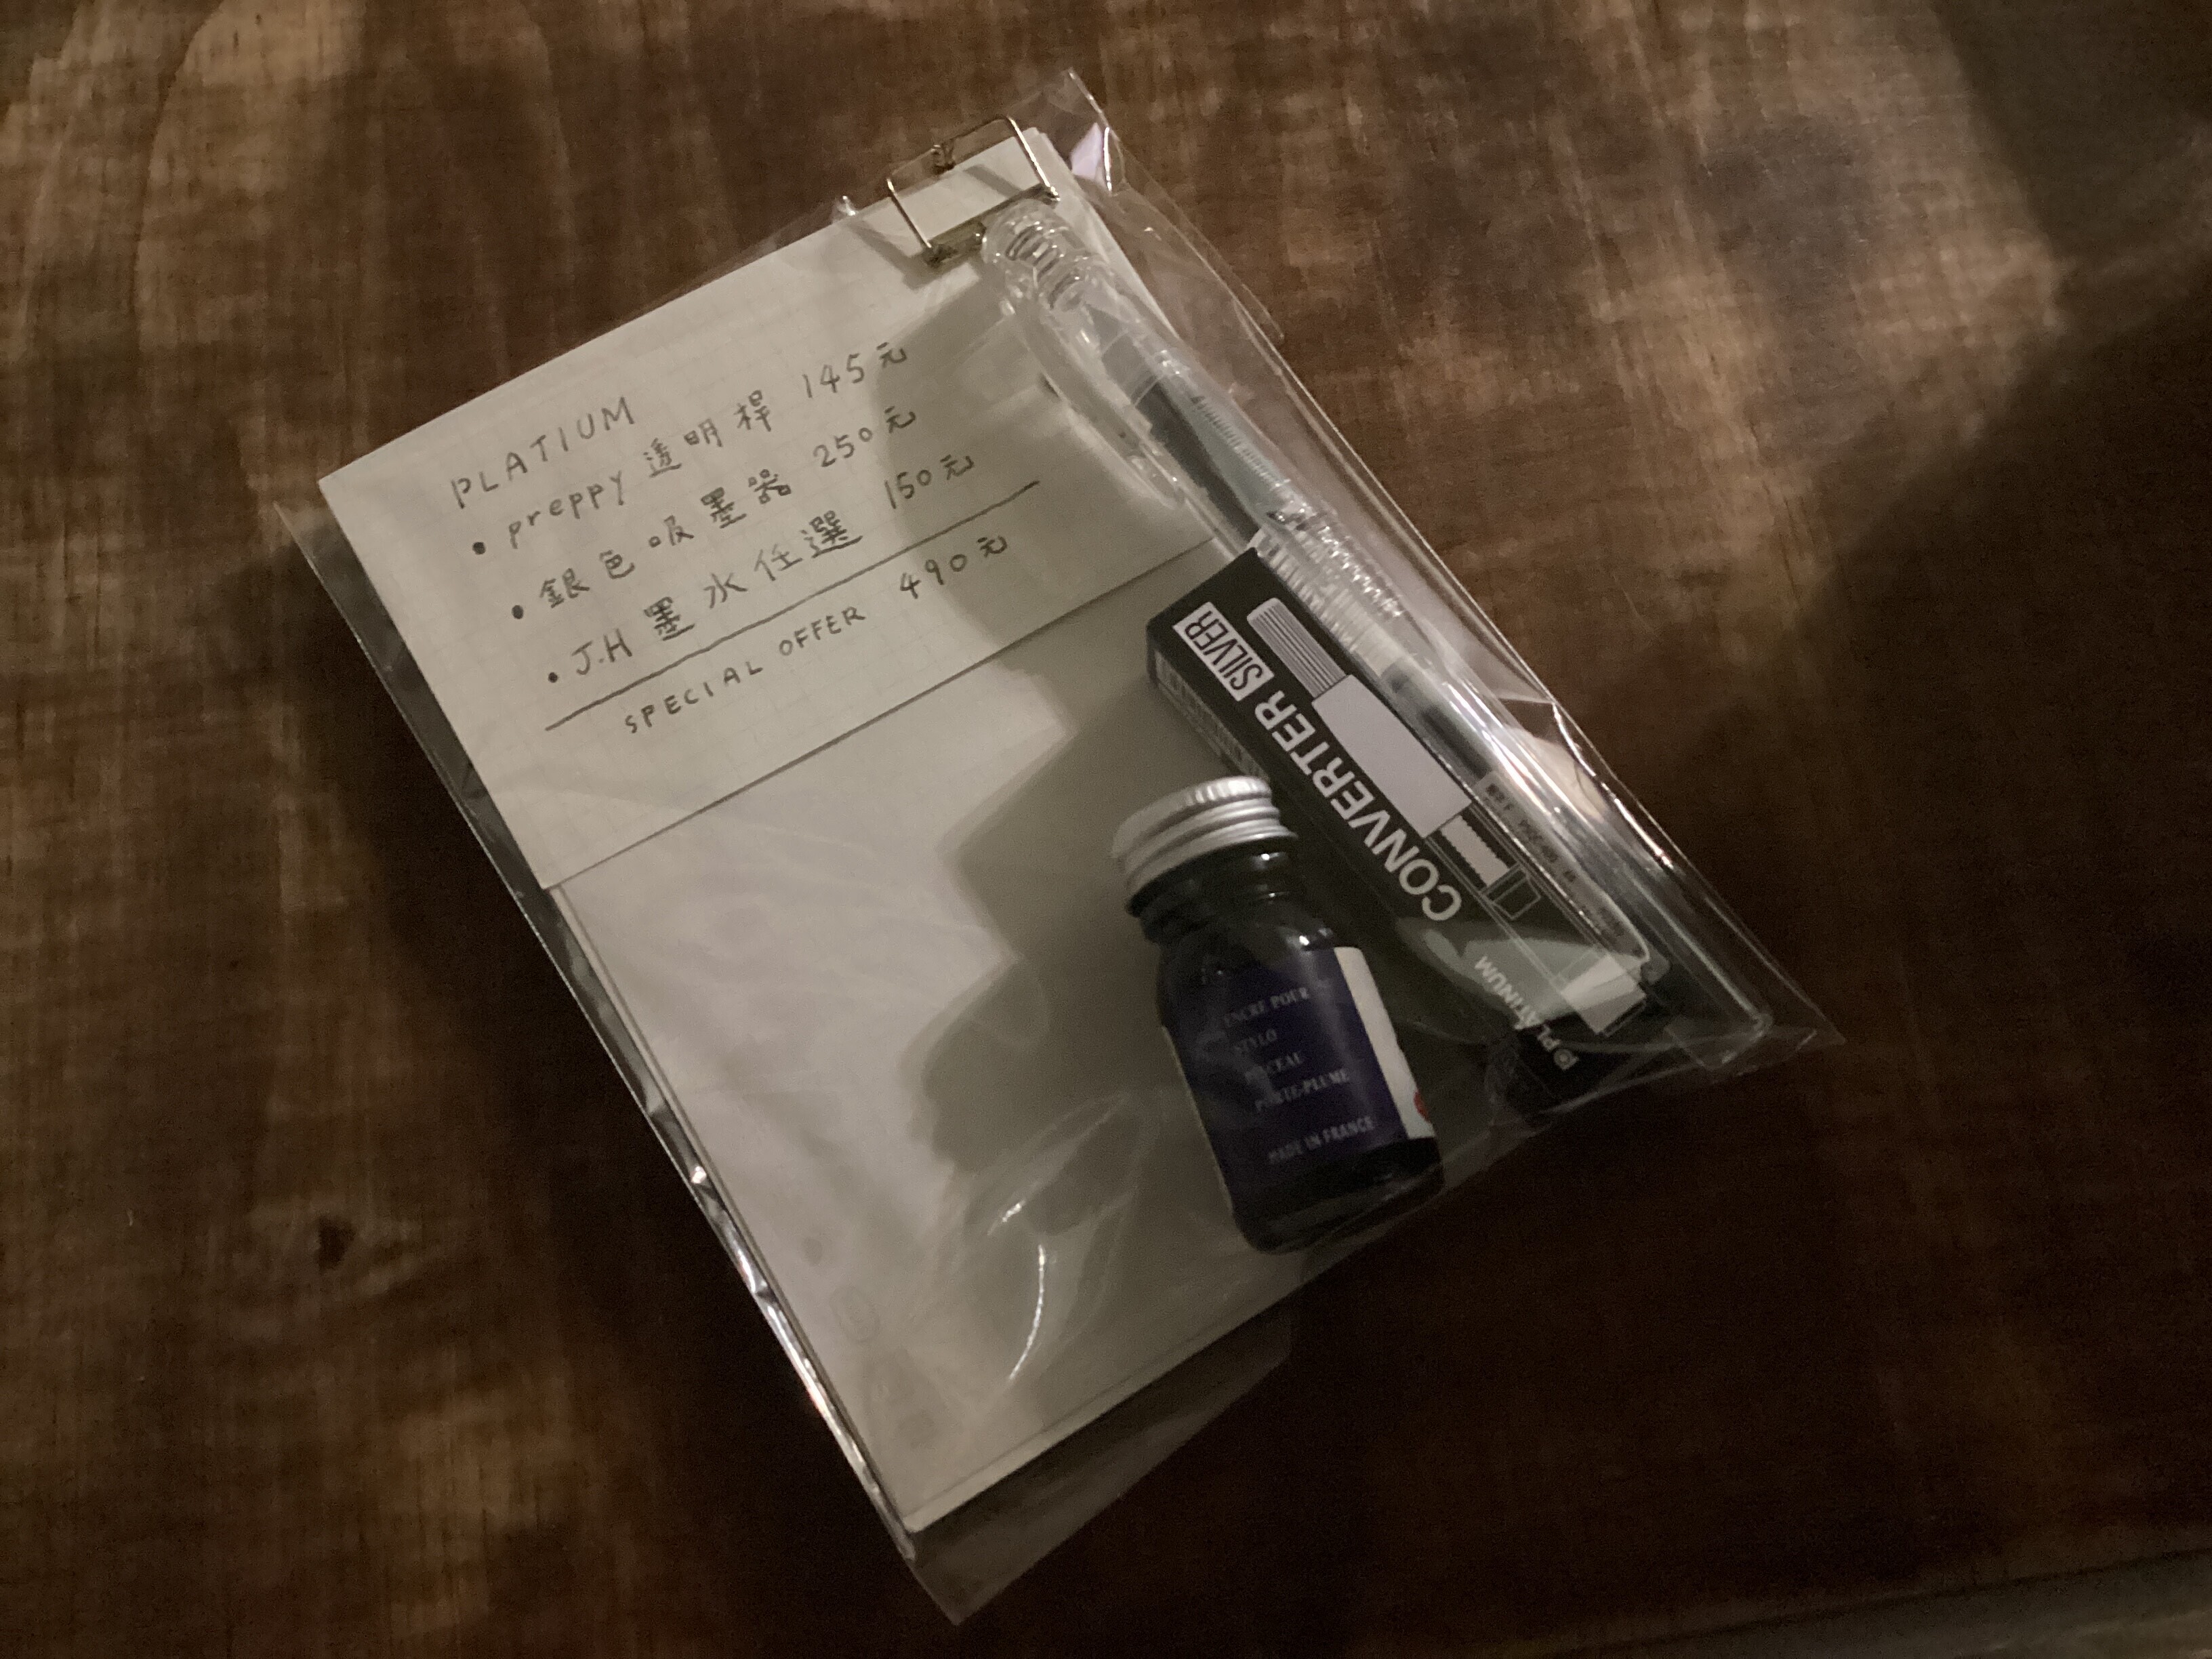 PLATIUM
• preppy 透明桿 145元
• 銀色吸墨器 250元
• J.H 墨水任選 150元
SPECIAL OFFER 490元
CONVERTER SILVER
PLATINUM
ENCRE POUR
STYLO
PORTE-PLUME
MADE IN FRANCE